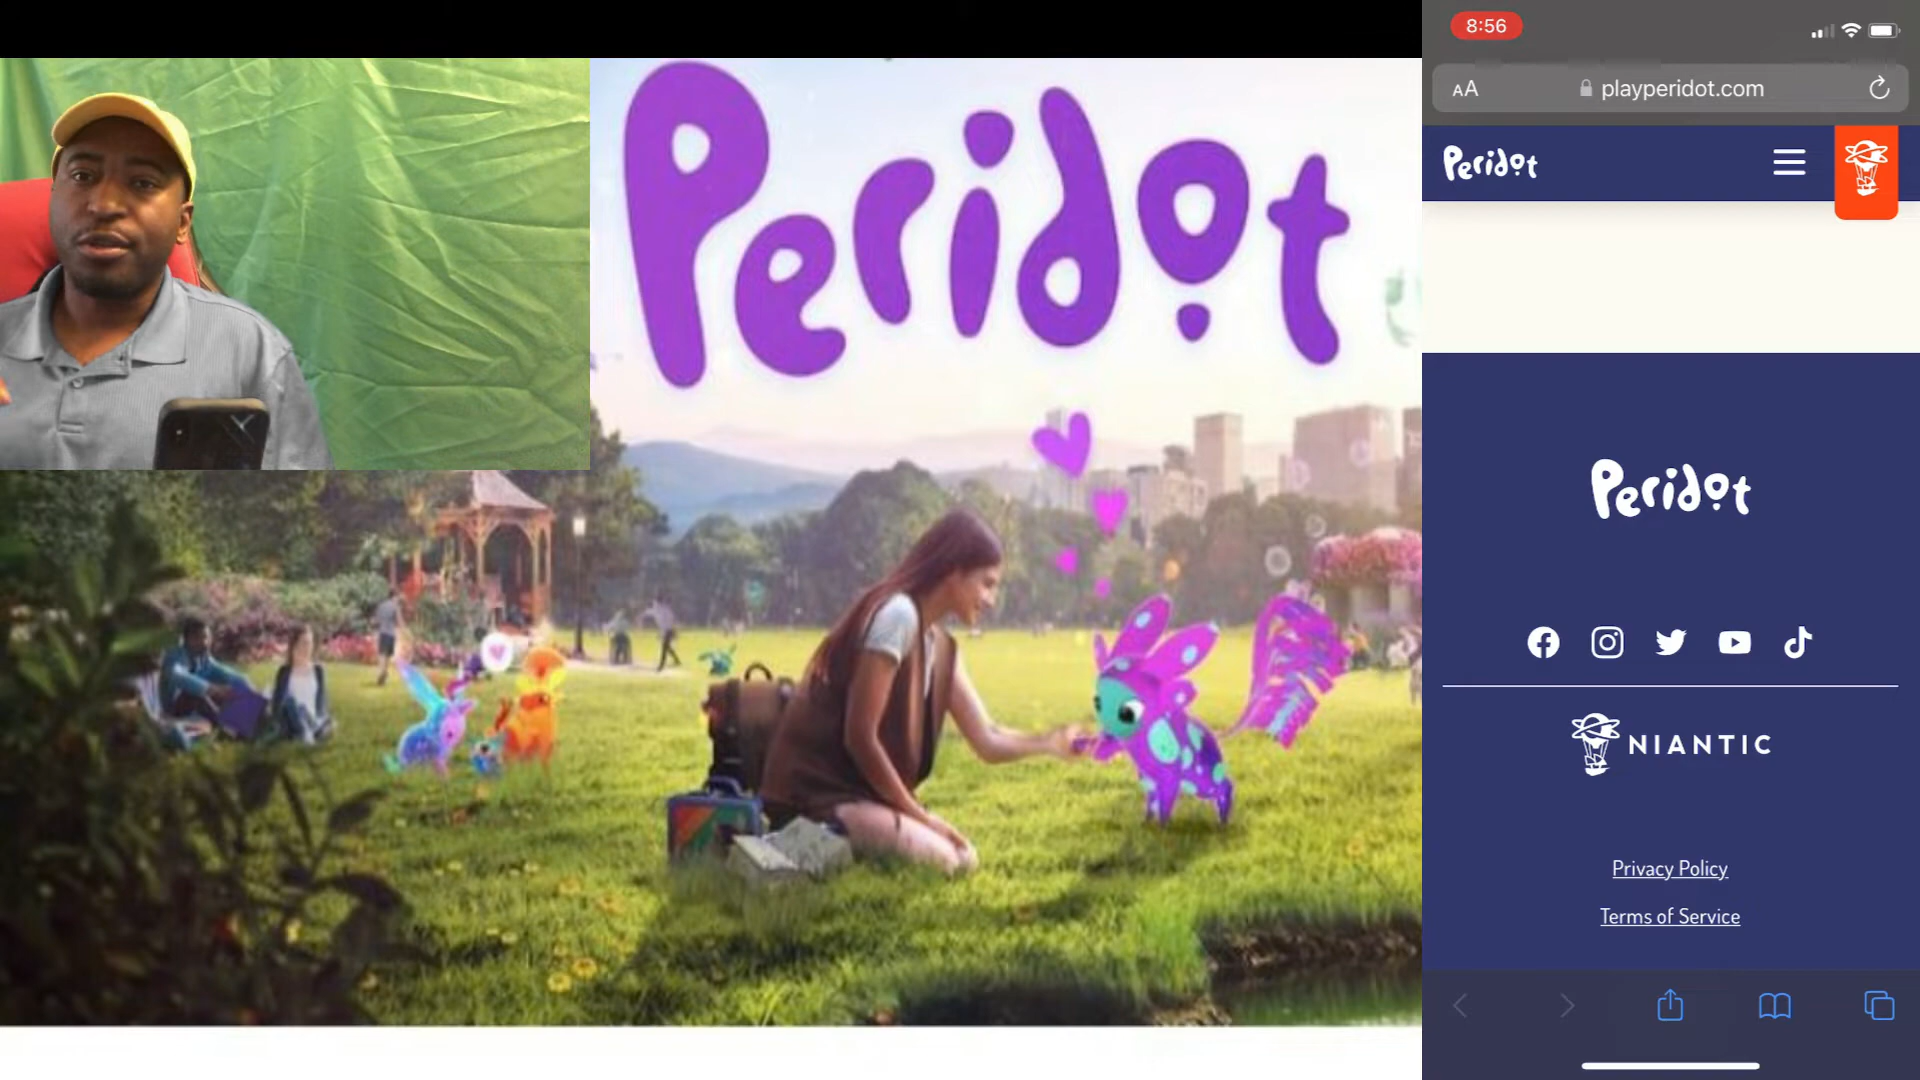 Peridot
8:56
AA playperidot.com
Peridot
Peridot
NIANTIC
Privacy Policy
Terms of Service